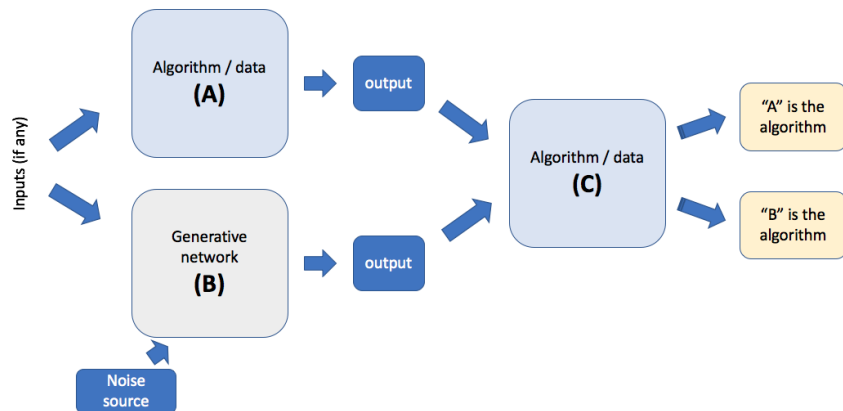 Inputs (if any)
Algorithm / data
(A)
output
Generative
network
(B)
output
Noise
source
Algorithm / data
(C)
“A” is the
algorithm
“B” is the
algorithm